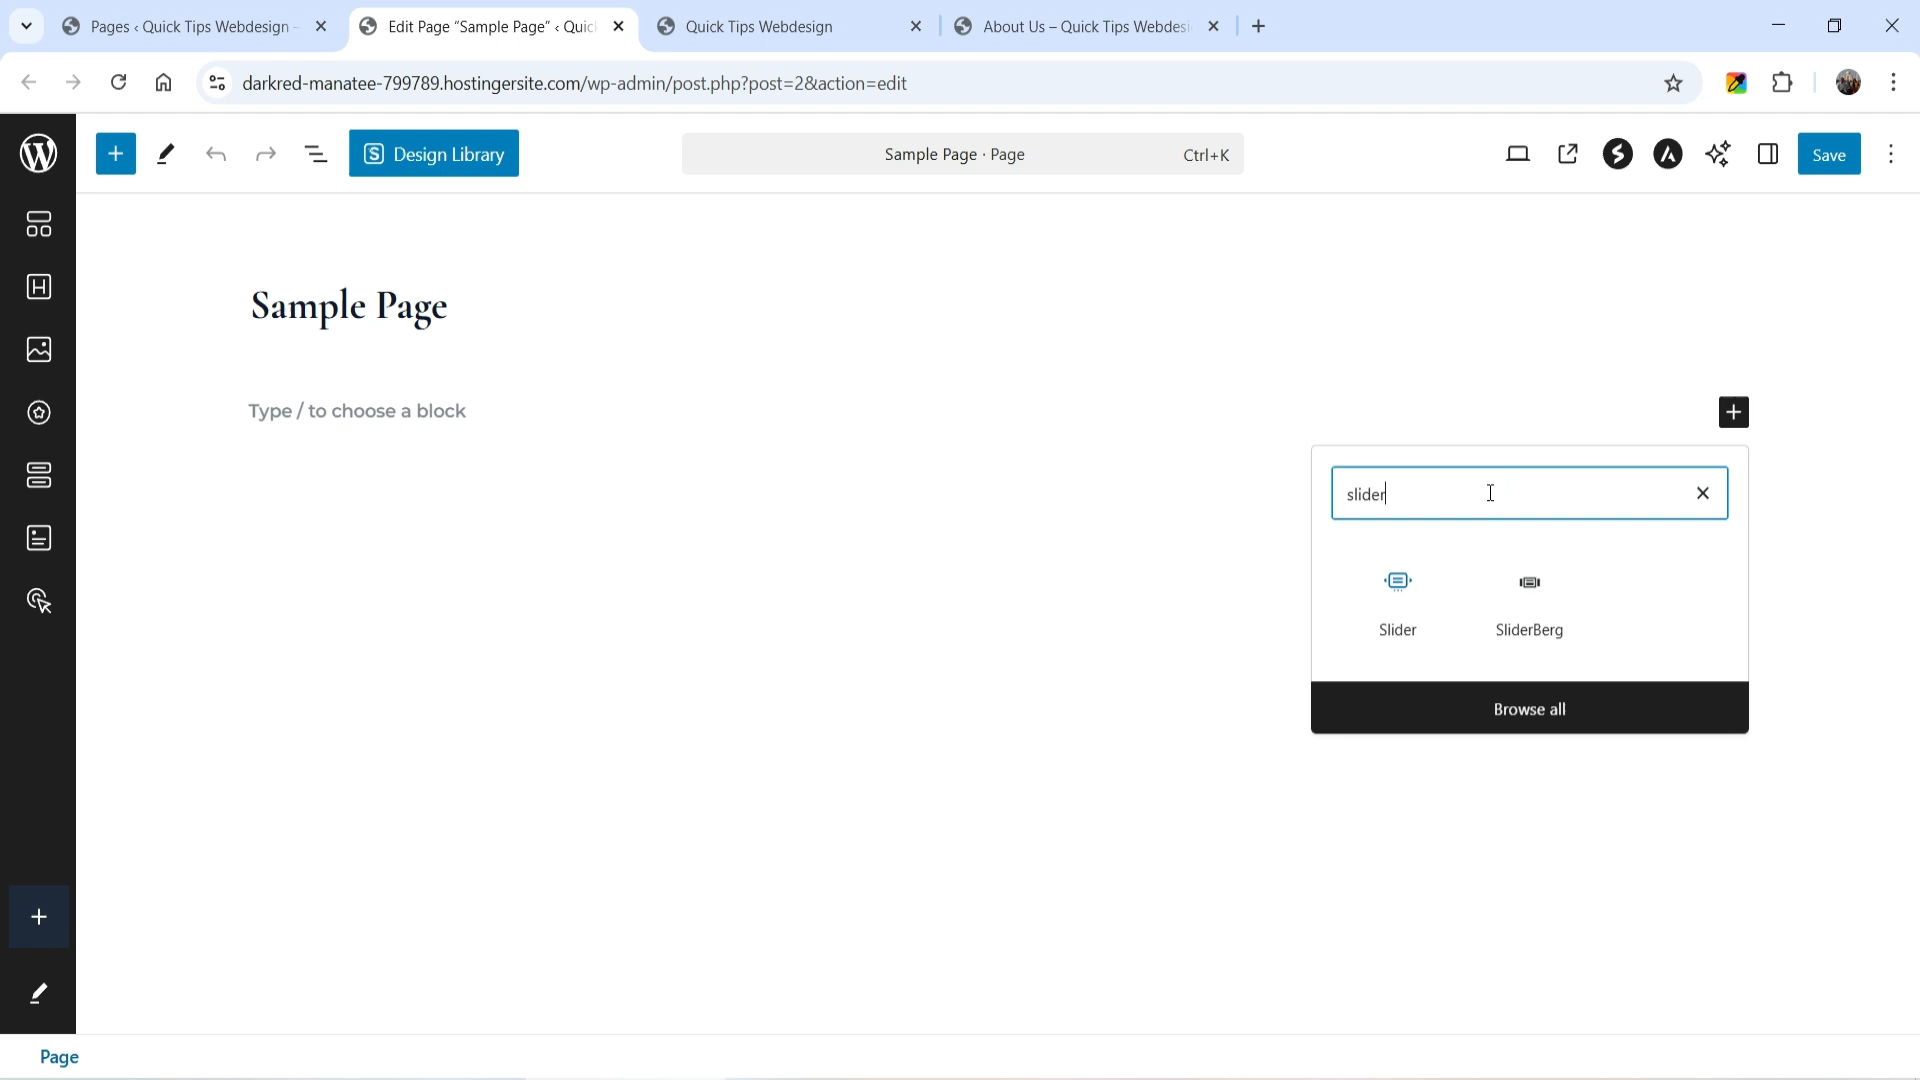 Pages ‹ Quick Tips Webdesign -
Edit Page “Sample Page” ‹ Quic
Quick Tips Webdesign
About Us – Quick Tips Webdesi
darkred-manatee-799789.hostingersite.com/wp-admin/post.php?post=2&action=edit
Design Library
Sample Page · Page
Ctrl+K
Save
Sample Page
Type / to choose a block
slider
Slider
SliderBerg
Browse all
Page